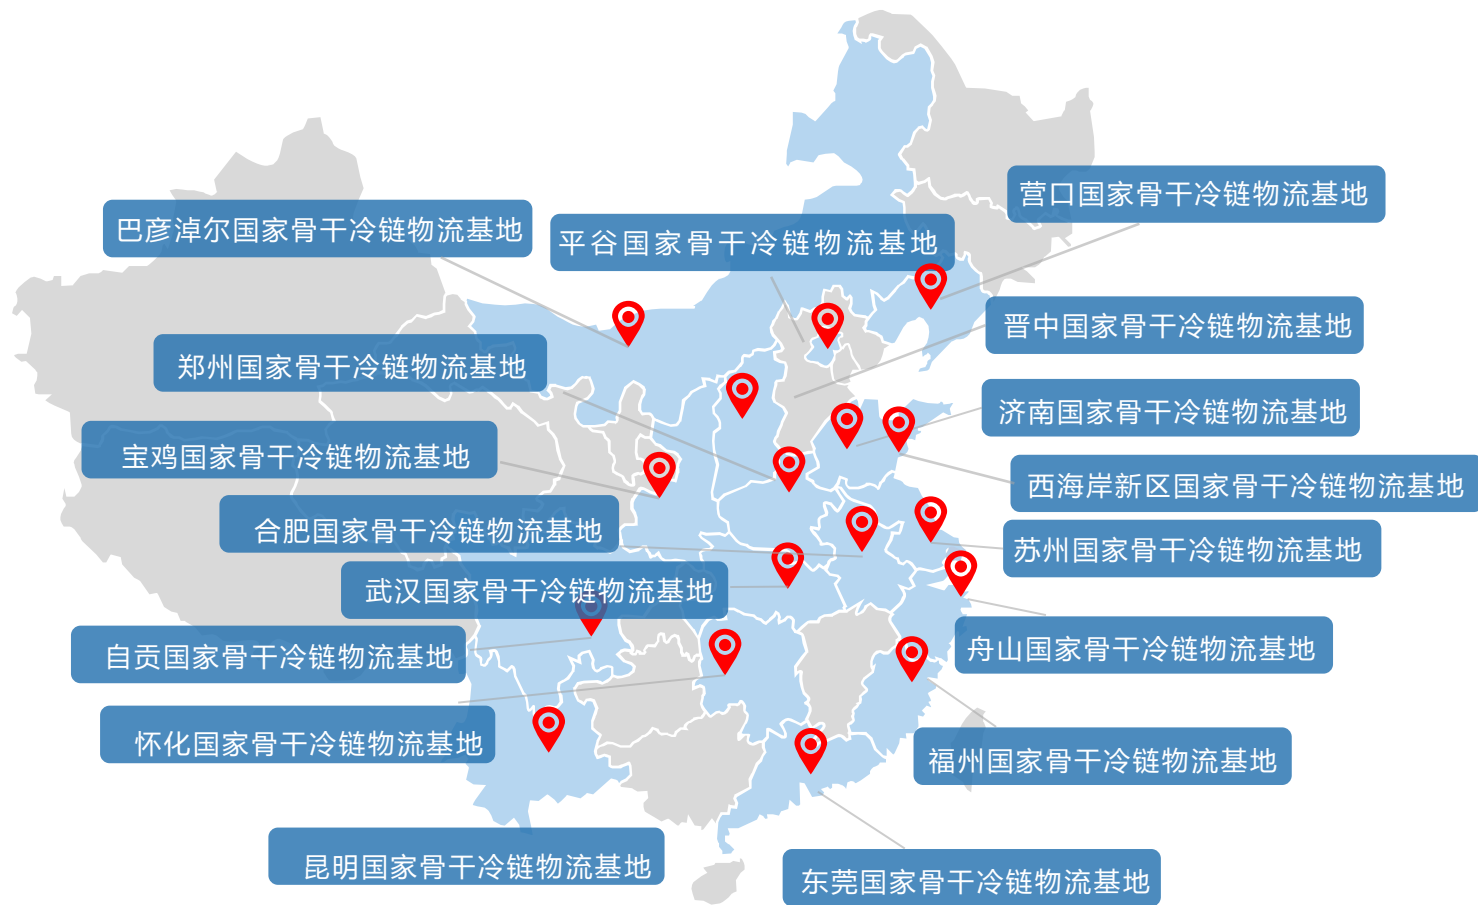 营口国家骨干冷链物流基地
巴彦淖尔国家骨干冷链物流基地
平谷国家骨干冷链物流基地
晋中国家骨干冷链物流基地
郑州国家骨干冷链物流基地
济南国家骨干冷链物流基地
宝鸡国家骨干冷链物流基地
西海岸新区国家骨干冷链物流基地
合肥国家骨干冷链物流基地
苏州国家骨干冷链物流基地
武汉国家骨干冷链物流基地
舟山国家骨干冷链物流基地
自贡国家骨干冷链物流基地
怀化国家骨干冷链物流基地
福州国家骨干冷链物流基地
昆明国家骨干冷链物流基地
东莞国家骨干冷链物流基地